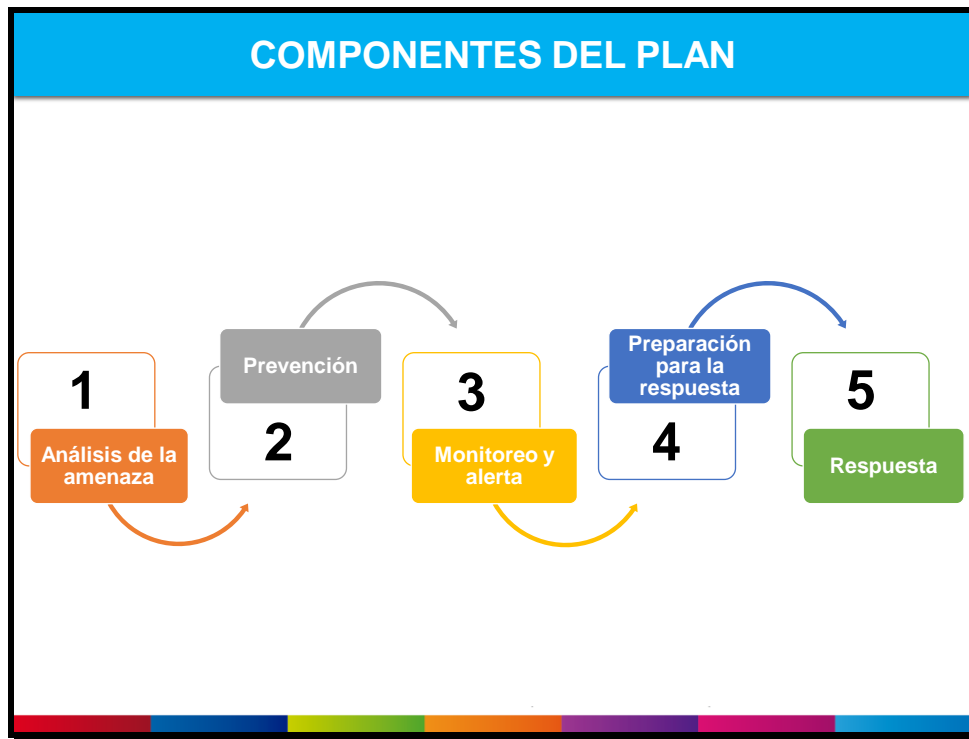 COMPONENTES DEL PLAN
1
Análisis de la
amenaza
Prevención
2
3
Monitoreo y
alerta
Preparación
para la
respuesta
4
5
Respuesta